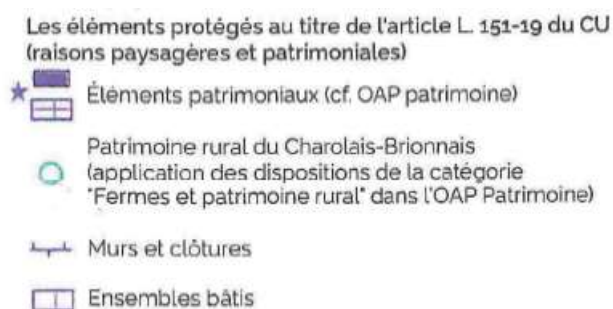 Les éléments protégés au titre de l'article L. 151-19 du CU
(raisons paysagères et patrimoniales)
Éléments patrimoniaux (cf. OAP patrimoine)
Patrimoine rural du Charolais-Brionnais
(application des dispositions de la catégorie
"Fermes et patrimoine rural" dans l'OAP Patrimoine)
Murs et clôtures
Ensembles bâtis